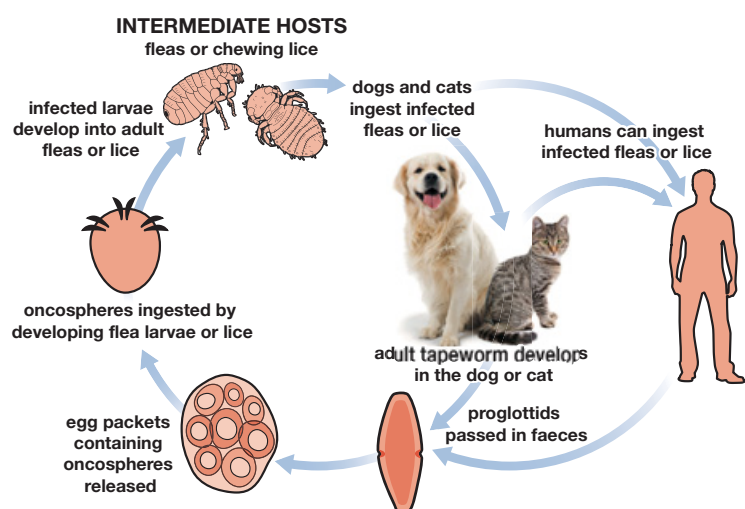 INTERMEDIATE HOSTS
fleas or chewing lice
infected larvae
develop into adult
fleas or lice
dogs and cats
ingest infected
fleas or lice
humans can ingest
infected fleas or lice
oncospheres ingested by
developing flea larvae or lice
adult tapeworm develops
in the dog or cat
egg packets
containing
oncospheres
released
proglottids
passed in faeces